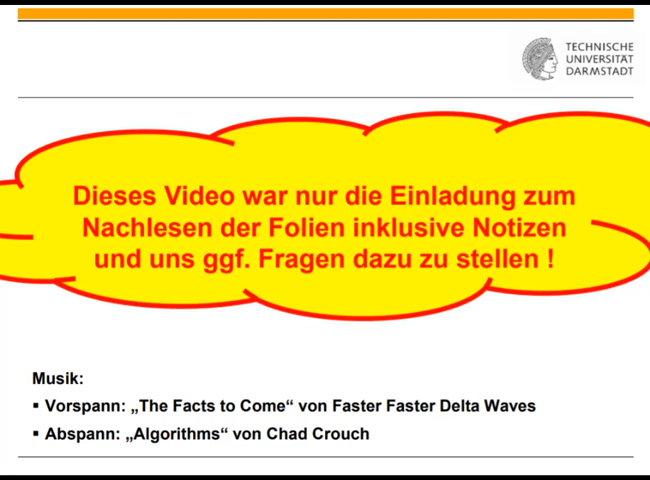 TECHNISCHE
UNIVERSITÄT
DARMSTADT
Dieses Video war nur die Einladung zum
Nachlesen der Folien inklusive Notizen
und uns ggf. Fragen dazu zu stellen !
Musik:
▪ Vorspann: „The Facts to Come“ von Faster Faster Delta Waves
▪ Abspann: „Algorithms“ von Chad Crouch